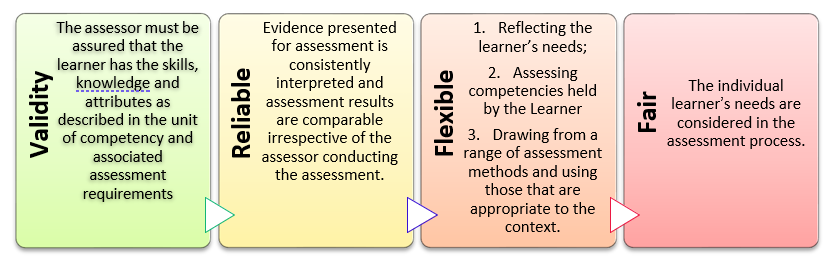 Validity
The assessor must be
assured that the
learner has the skills,
knowledge and
attributes as
described in the unit
of competency and
associated
assessment
requirements
Reliable
Evidence presented
for assessment is
consistently
interpreted and
assessment results
are comparable
irrespective of the
assessor conducting
the assessment.
Flexible
1. Reflecting the
learner’s needs;
2. Assessing
competencies held
by the Learner
3. Drawing from a
range of assessment
methods and using
those that are
appropriate to the
context.
Fair
The individual
learner’s needs are
considered in the
assessment process.